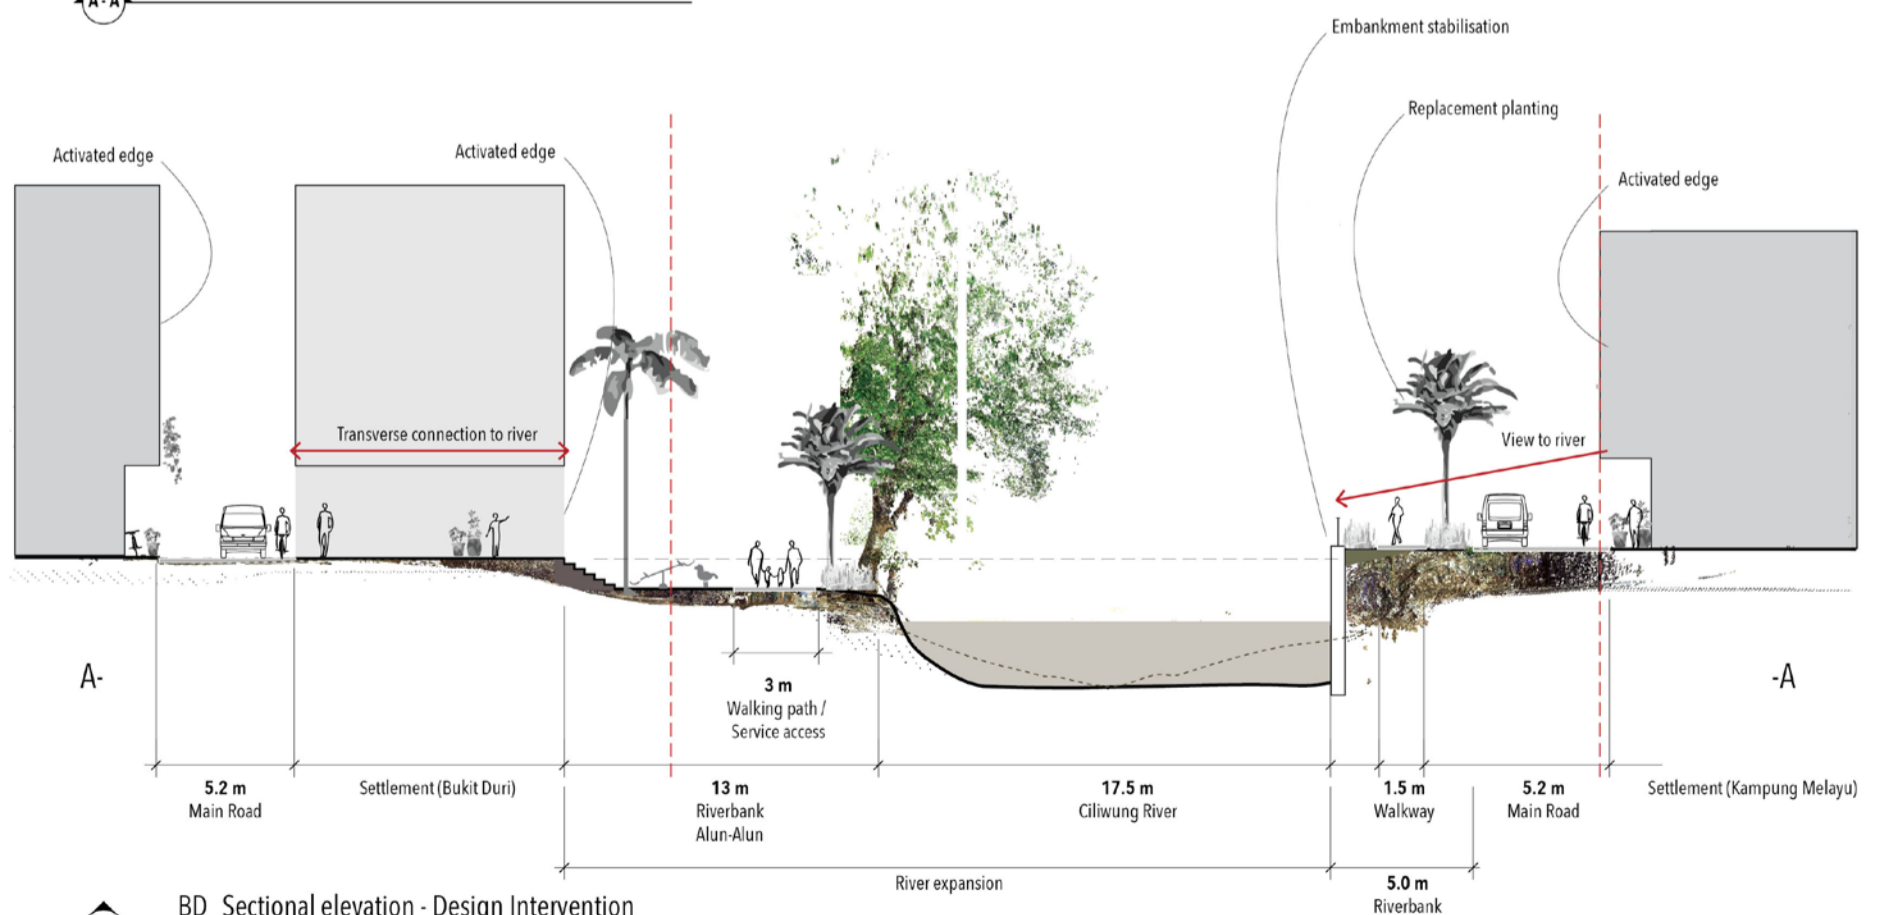 A-A
Embankment stabilisation
Replacement planting
Activated edge
Activated edge
Activated edge
Transverse connection to river
View to river
A-
-A
3 m
Walking path /
Service access
5.2 m
Main Road
Settlement (Bukit Duri)
13 m
Riverbank
Alun-Alun
17.5 m
Ciliwung River
1.5 m
Walkway
5.2 m
Main Road
Settlement (Kampung Melayu)
River expansion
5.0 m
Riverbank
BD_Sectional elevation - Design Intervention